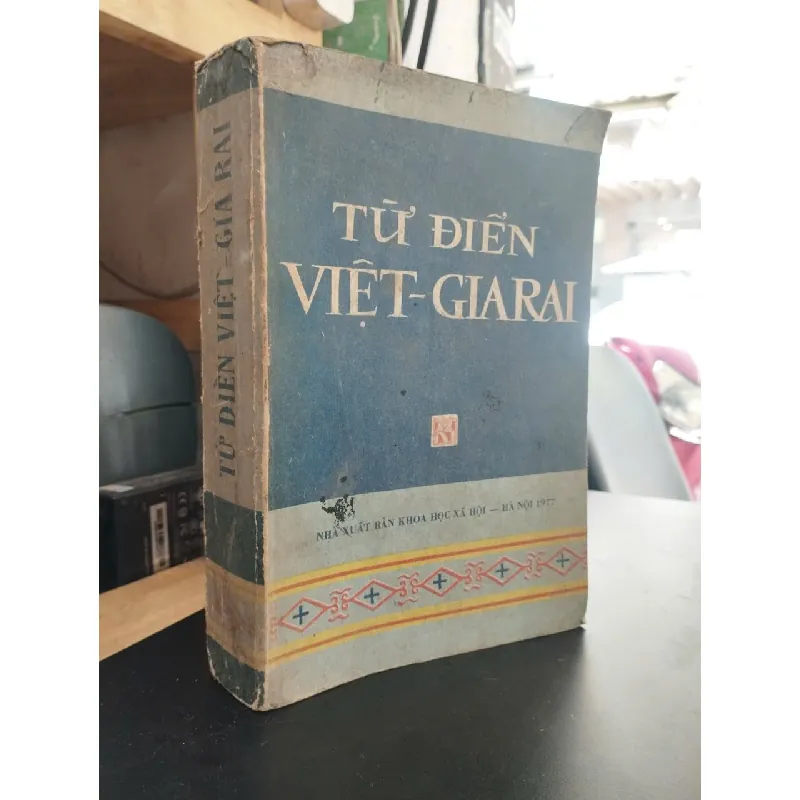 TỪ ĐIỂN VIỆT - GIA RAI
TỪ ĐIỂN
VIỆT-GIARAI
NHÀ XUẤT BẢN KHOA HỌC XÃ HỘI — HÀ NỘI 1977